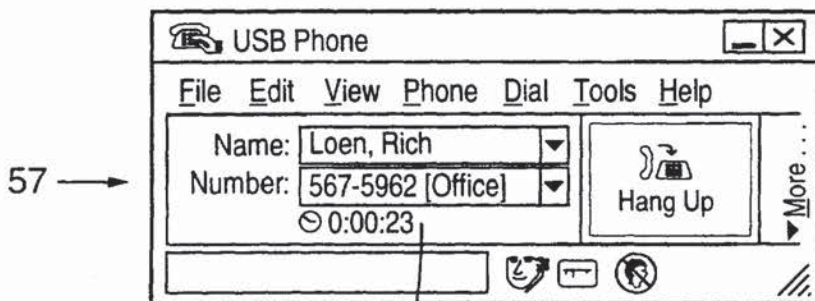 USB Phone
File Edit View Phone Dial Tools Help
Name: Loen, Rich
Number: 567-5962 [Office]
0:00:23
Hang Up
More ...
57